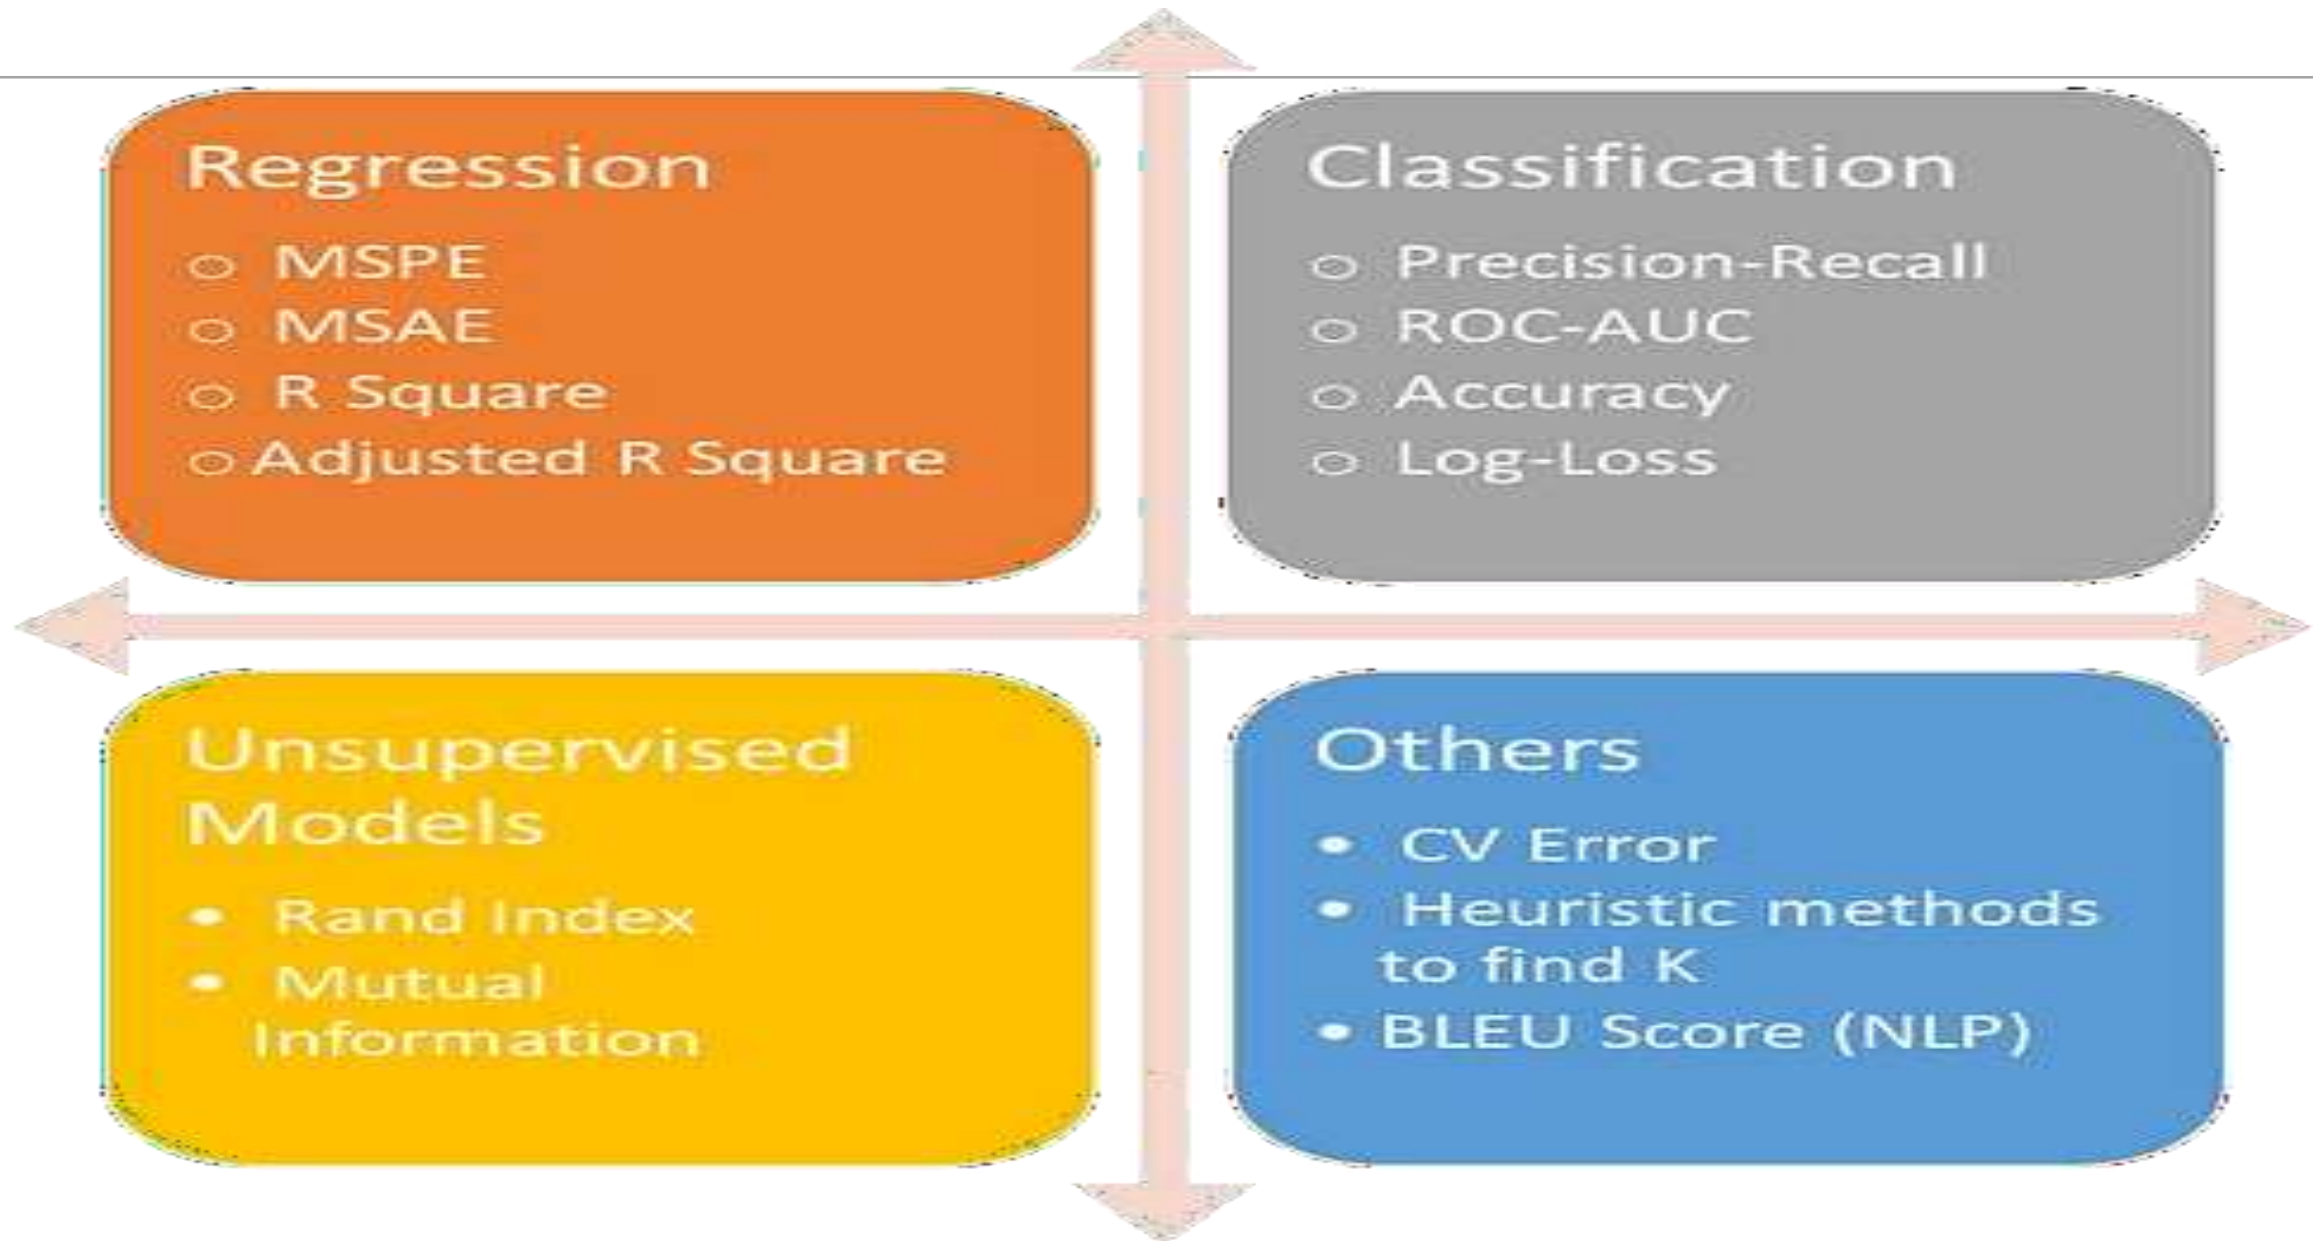 Regression
MSPE
MSAE
R Square
Adjusted R Square
Classification
Precision-Recall
ROC-AUC
Accuracy
Log-Loss
Unsupervised
Models
Rand Index
Mutual
Information
Others
CV Error
Heuristic methods
to find K
BLEU Score (NLP)